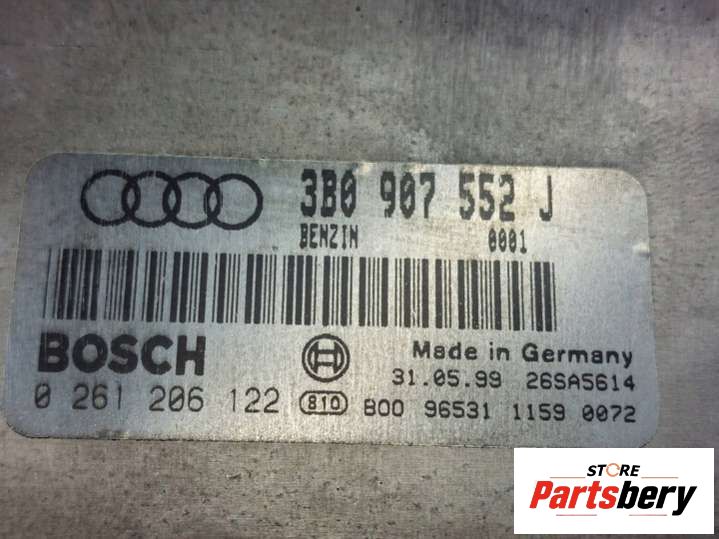 3B0 907 552 J
BENZIN 0001
BOSCH
Made in Germany
31.05.99 26SA5614
0 261 206 122 810 B00 96531 1159 0072
STORE
Partsbery